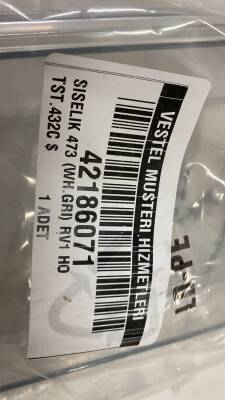 VESTEL MUSTERI HIZMETLERI
42186071
SISELIK 473 (WH.GRI) RV1 HO
TST.432C $
1 ADET